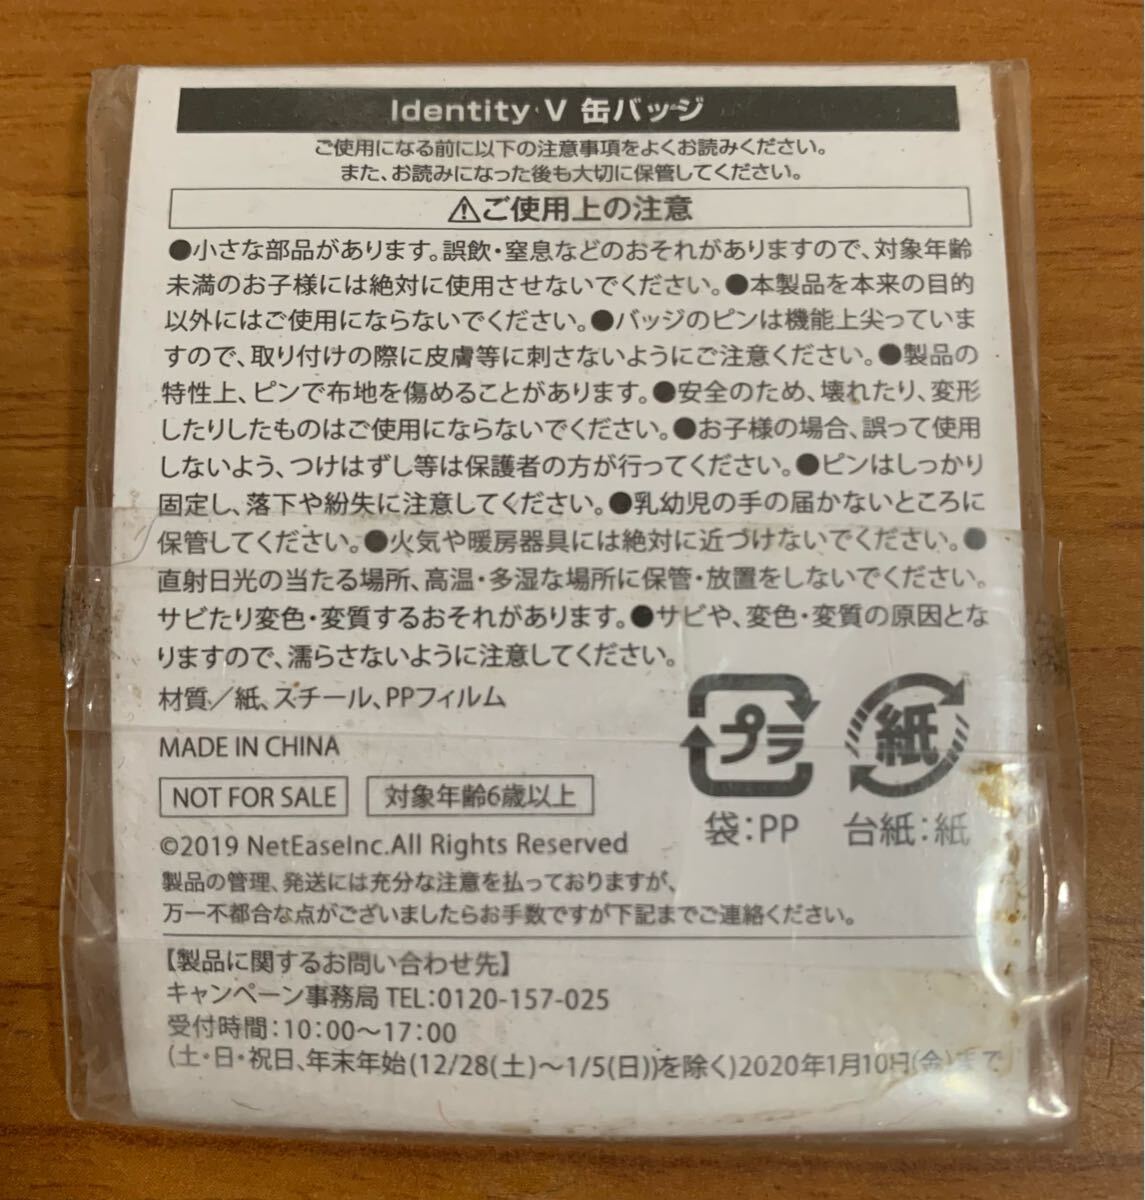 Identity V 缶バッジ
ご使用になる前に以下の注意事項をよくお読みください。
また、お読みになった後も大切に保管してください。
⚠ご使用上の注意
●小さな部品があります。誤飲・窒息などのおそれがありますので、対象年齢
未満のお子様には絶対に使用させないでください。●本製品を本来の目的
以外にはご使用にならないでください。●バッジのピンは機能上尖っていま
すので、取り付けの際に皮膚等に刺さないようにご注意ください。●製品の
特性上、ピンで布地を傷めることがあります。●安全のため、壊れたり、変形
したりしたものはご使用にならないでください。●お子様の場合、誤って使用
しないよう、つけはずし等は保護者の方が行ってください。●ピンはしっかり
固定し、落下や紛失に注意してください。●乳幼児の手の届かないところに
保管してください。●火気や暖房器具には絶対に近づけないでください。●
直射日光の当たる場所、高温・多湿な場所に保管・放置をしないでください。
サビたり変色・変質するおそれがあります。●サビや、変色・変質の原因とな
りますので、濡らさないように注意してください。
材質／紙、スチール、PPフィルム
MADE IN CHINA
NOT FOR SALE 対象年齢6歳以上
プラ 紙
袋：PP 台紙：紙
©2019 NetEaseInc.All Rights Reserved
製品の管理、発送には充分な注意を払っておりますが、
万一不都合な点がございましたらお手数ですが下記までご連絡ください。
【製品に関するお問い合わせ先】
キャンペーン事務局 TEL：0120-157-025
受付時間：10：00～17：00
(土・日・祝日、年末年始(12/28(土)～1/5(日))を除く)2020年1月10日(金)まで